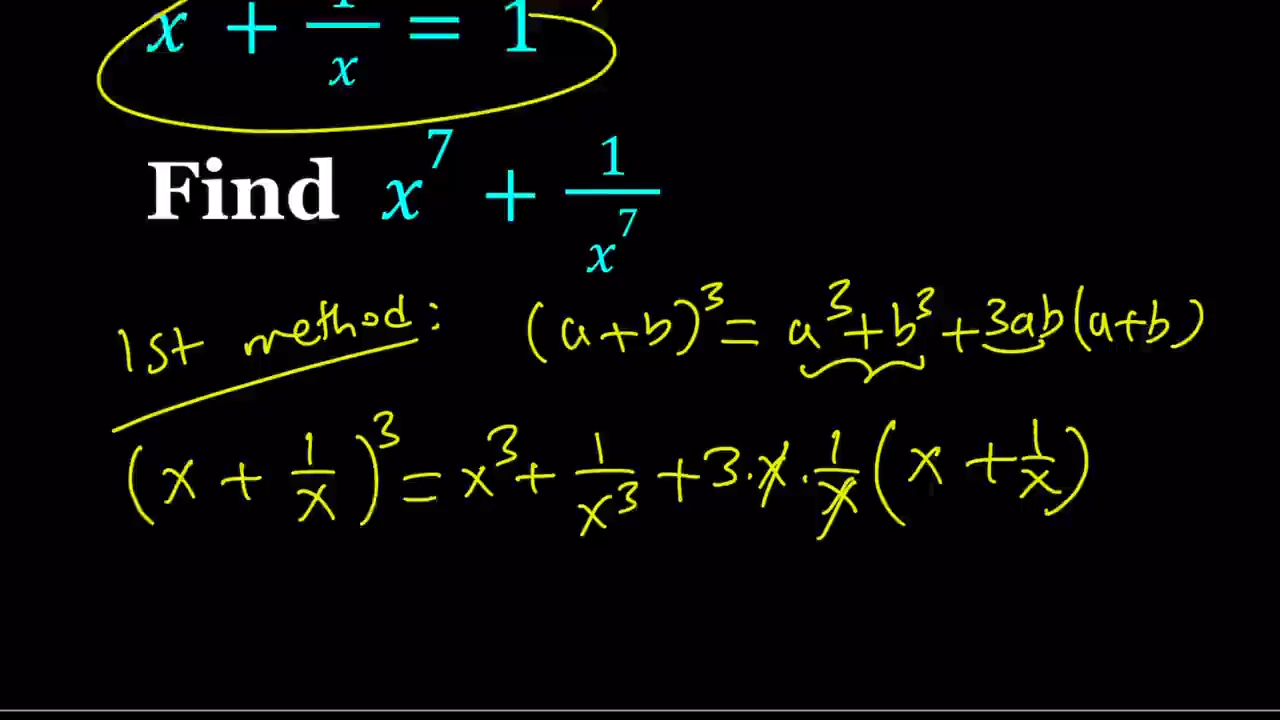 x + 1/x = 1
Find x^7 + 1/x^7
1st method: (a+b)^3 = a^3+b^3+3ab(a+b)
(x + 1/x)^3 = x^3 + 1/x^3 + 3·x·1/x(x + 1/x)